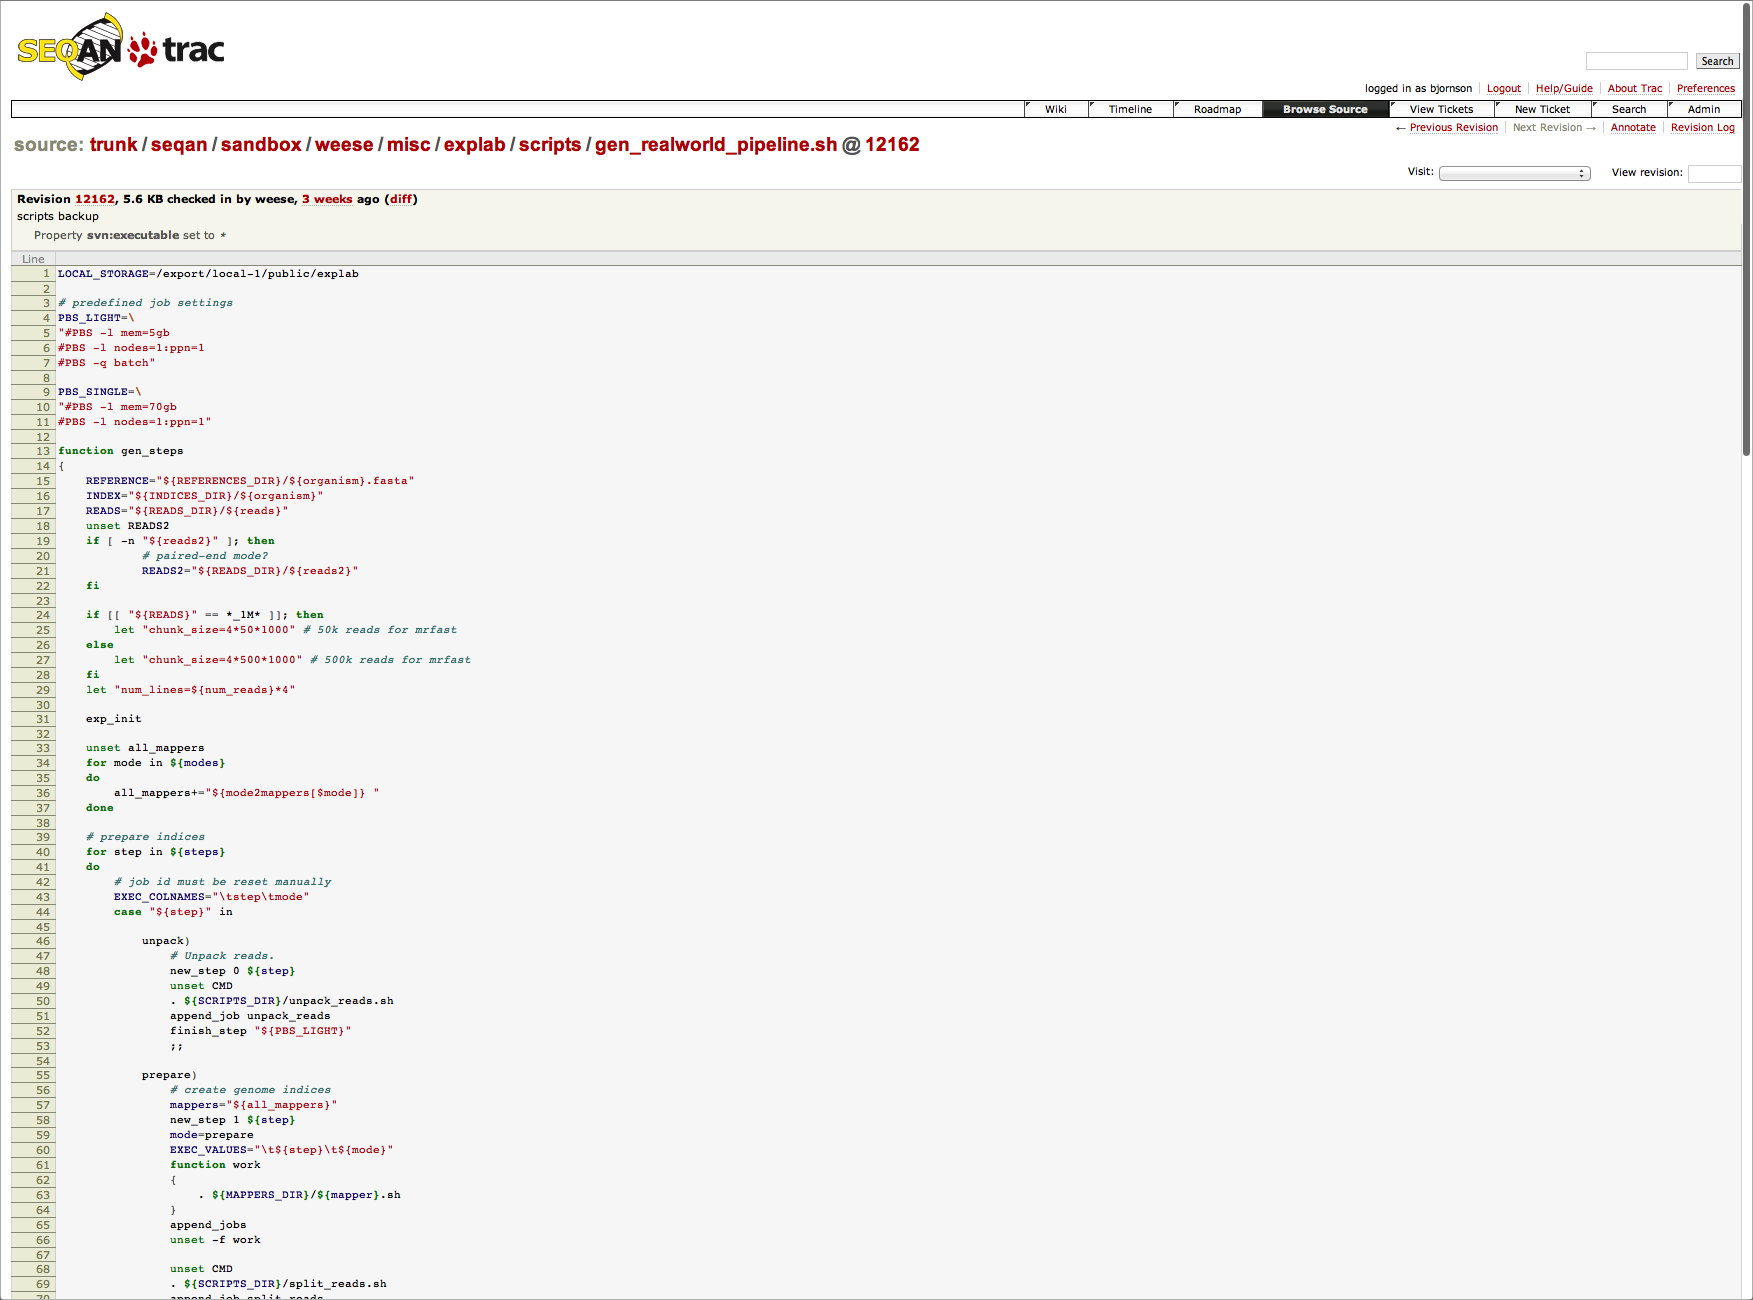 SEQAN trac
Search
logged in as bjornson Logout Help/Guide About Trac Preferences
Wiki Timeline Roadmap Browse Source View Tickets New Ticket Search Admin
← Previous Revision Next Revision → Annotate Revision Log
source: trunk / seqan / sandbox / weese / misc / explab / scripts / gen_realworld_pipeline.sh @ 12162
Visit: View revision:
Revision 12162, 5.6 KB checked in by weese, 3 weeks ago (diff)
scripts backup
Property svn:executable set to *
Line
1 LOCAL_STORAGE=/export/local-1/public/explab
2
3 # predefined job settings
4 PBS_LIGHT=\
5 "#PBS -l mem=5gb
6 #PBS -l nodes=1:ppn=1
7 #PBS -q batch"
8
9 PBS_SINGLE=\
10 "#PBS -l mem=70gb
11 #PBS -l nodes=1:ppn=1"
12
13 function gen_steps
14 {
15 REFERENCE="${REFERENCES_DIR}/${organism}.fasta"
16 INDEX="${INDICES_DIR}/${organism}"
17 READS="${READS_DIR}/${reads}"
18 unset READS2
19 if [ -n "${reads2}" ]; then
20 # paired-end mode?
21 READS2="${READS_DIR}/${reads2}"
22 fi
23
24 if [[ "${READS}" == *_1M* ]]; then
25 let "chunk_size=4*50*1000" # 50k reads for mrfast
26 else
27 let "chunk_size=4*500*1000" # 500k reads for mrfast
28 fi
29 let "num_lines=${num_reads}*4"
30
31 exp_init
32
33 unset all_mappers
34 for mode in ${modes}
35 do
36 all_mappers+="${mode2mappers[$mode]} "
37 done
38
39 # prepare indices
40 for step in ${steps}
41 do
42 # job id must be reset manually
43 EXEC_COLNAMES="\tstep\tmode"
44 case "${step}" in
45
46 unpack)
47 # Unpack reads.
48 new_step 0 ${step}
49 unset CMD
50 . ${SCRIPTS_DIR}/unpack_reads.sh
51 append_job unpack_reads
52 finish_step "${PBS_LIGHT}"
53 ;;
54
55 prepare)
56 # create genome indices
57 mappers="${all_mappers}"
58 new_step 1 ${step}
59 mode=prepare
60 EXEC_VALUES="\t${step}\t${mode}"
61 function work
62 {
63 . ${MAPPERS_DIR}/${mapper}.sh
64 }
65 append_jobs
66 unset -f work
67
68 unset CMD
69 . ${SCRIPTS_DIR}/split_reads.sh
70 append_job split_reads